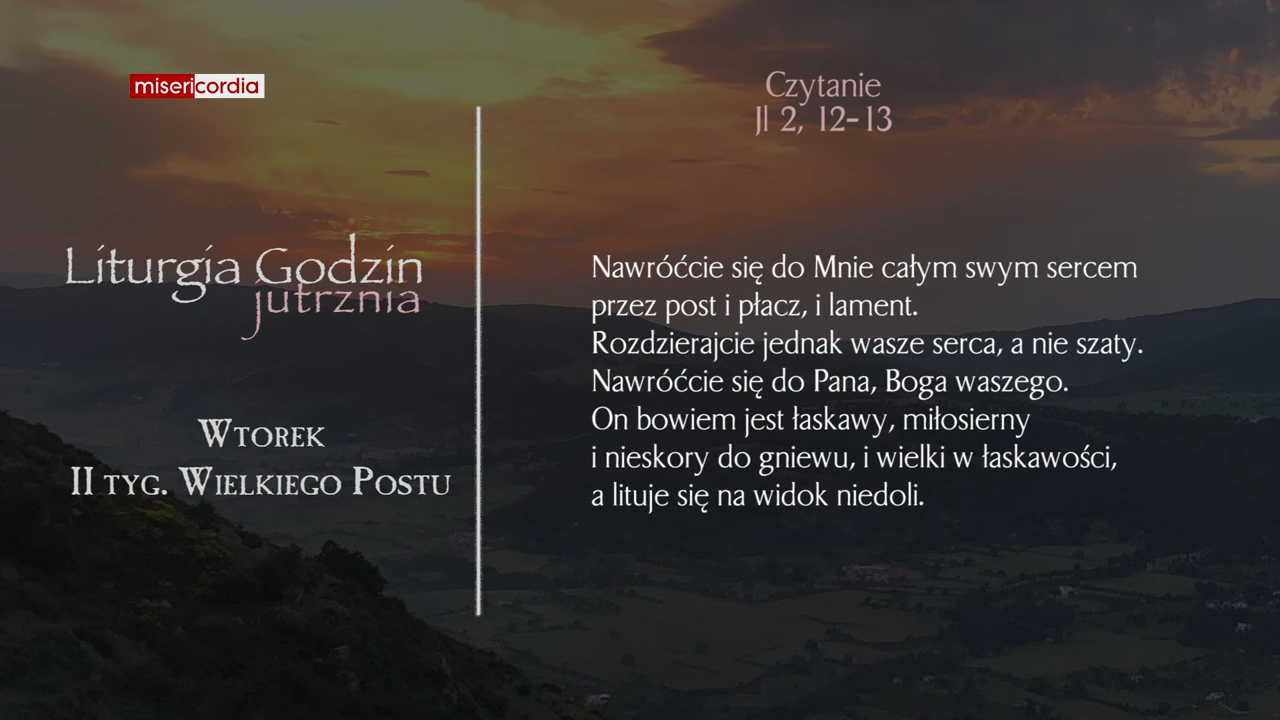 misericordia
Liturgia Godzin
jutrznia
Wtorek
II tyg. Wielkiego Postu
Czytanie
Jl 2, 12-13
Nawróćcie się do Mnie całym swym sercem
przez post i płacz, i lament.
Rozdzierajcie jednak wasze serca, a nie szaty.
Nawróćcie się do Pana, Boga waszego.
On bowiem jest łaskawy, miłosierny
i nieskory do gniewu, i wielki w łaskawości,
a lituje się na widok niedoli.